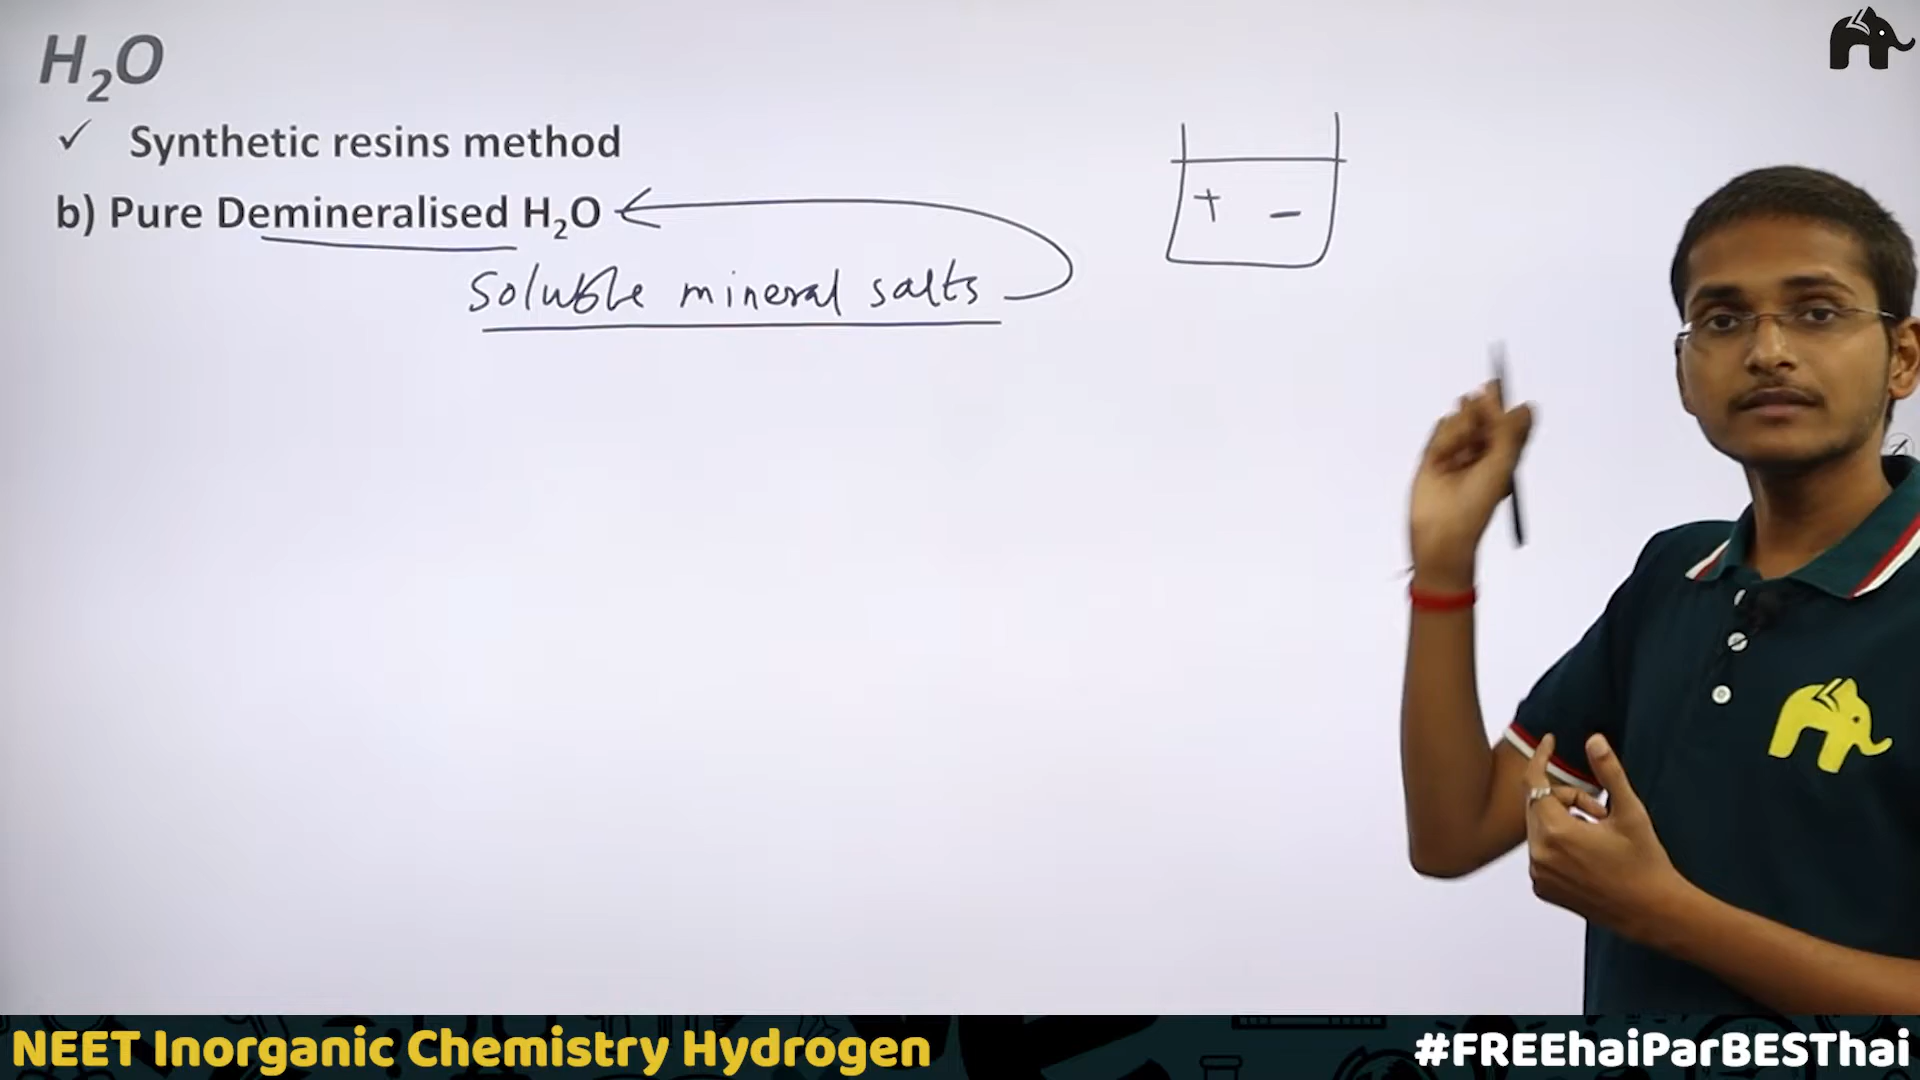 H₂O
✓ Synthetic resins method
b) Pure Demineralised H₂O
Soluble mineral salts
+ −
NEET Inorganic Chemistry Hydrogen
#FREEhaiParBESThai